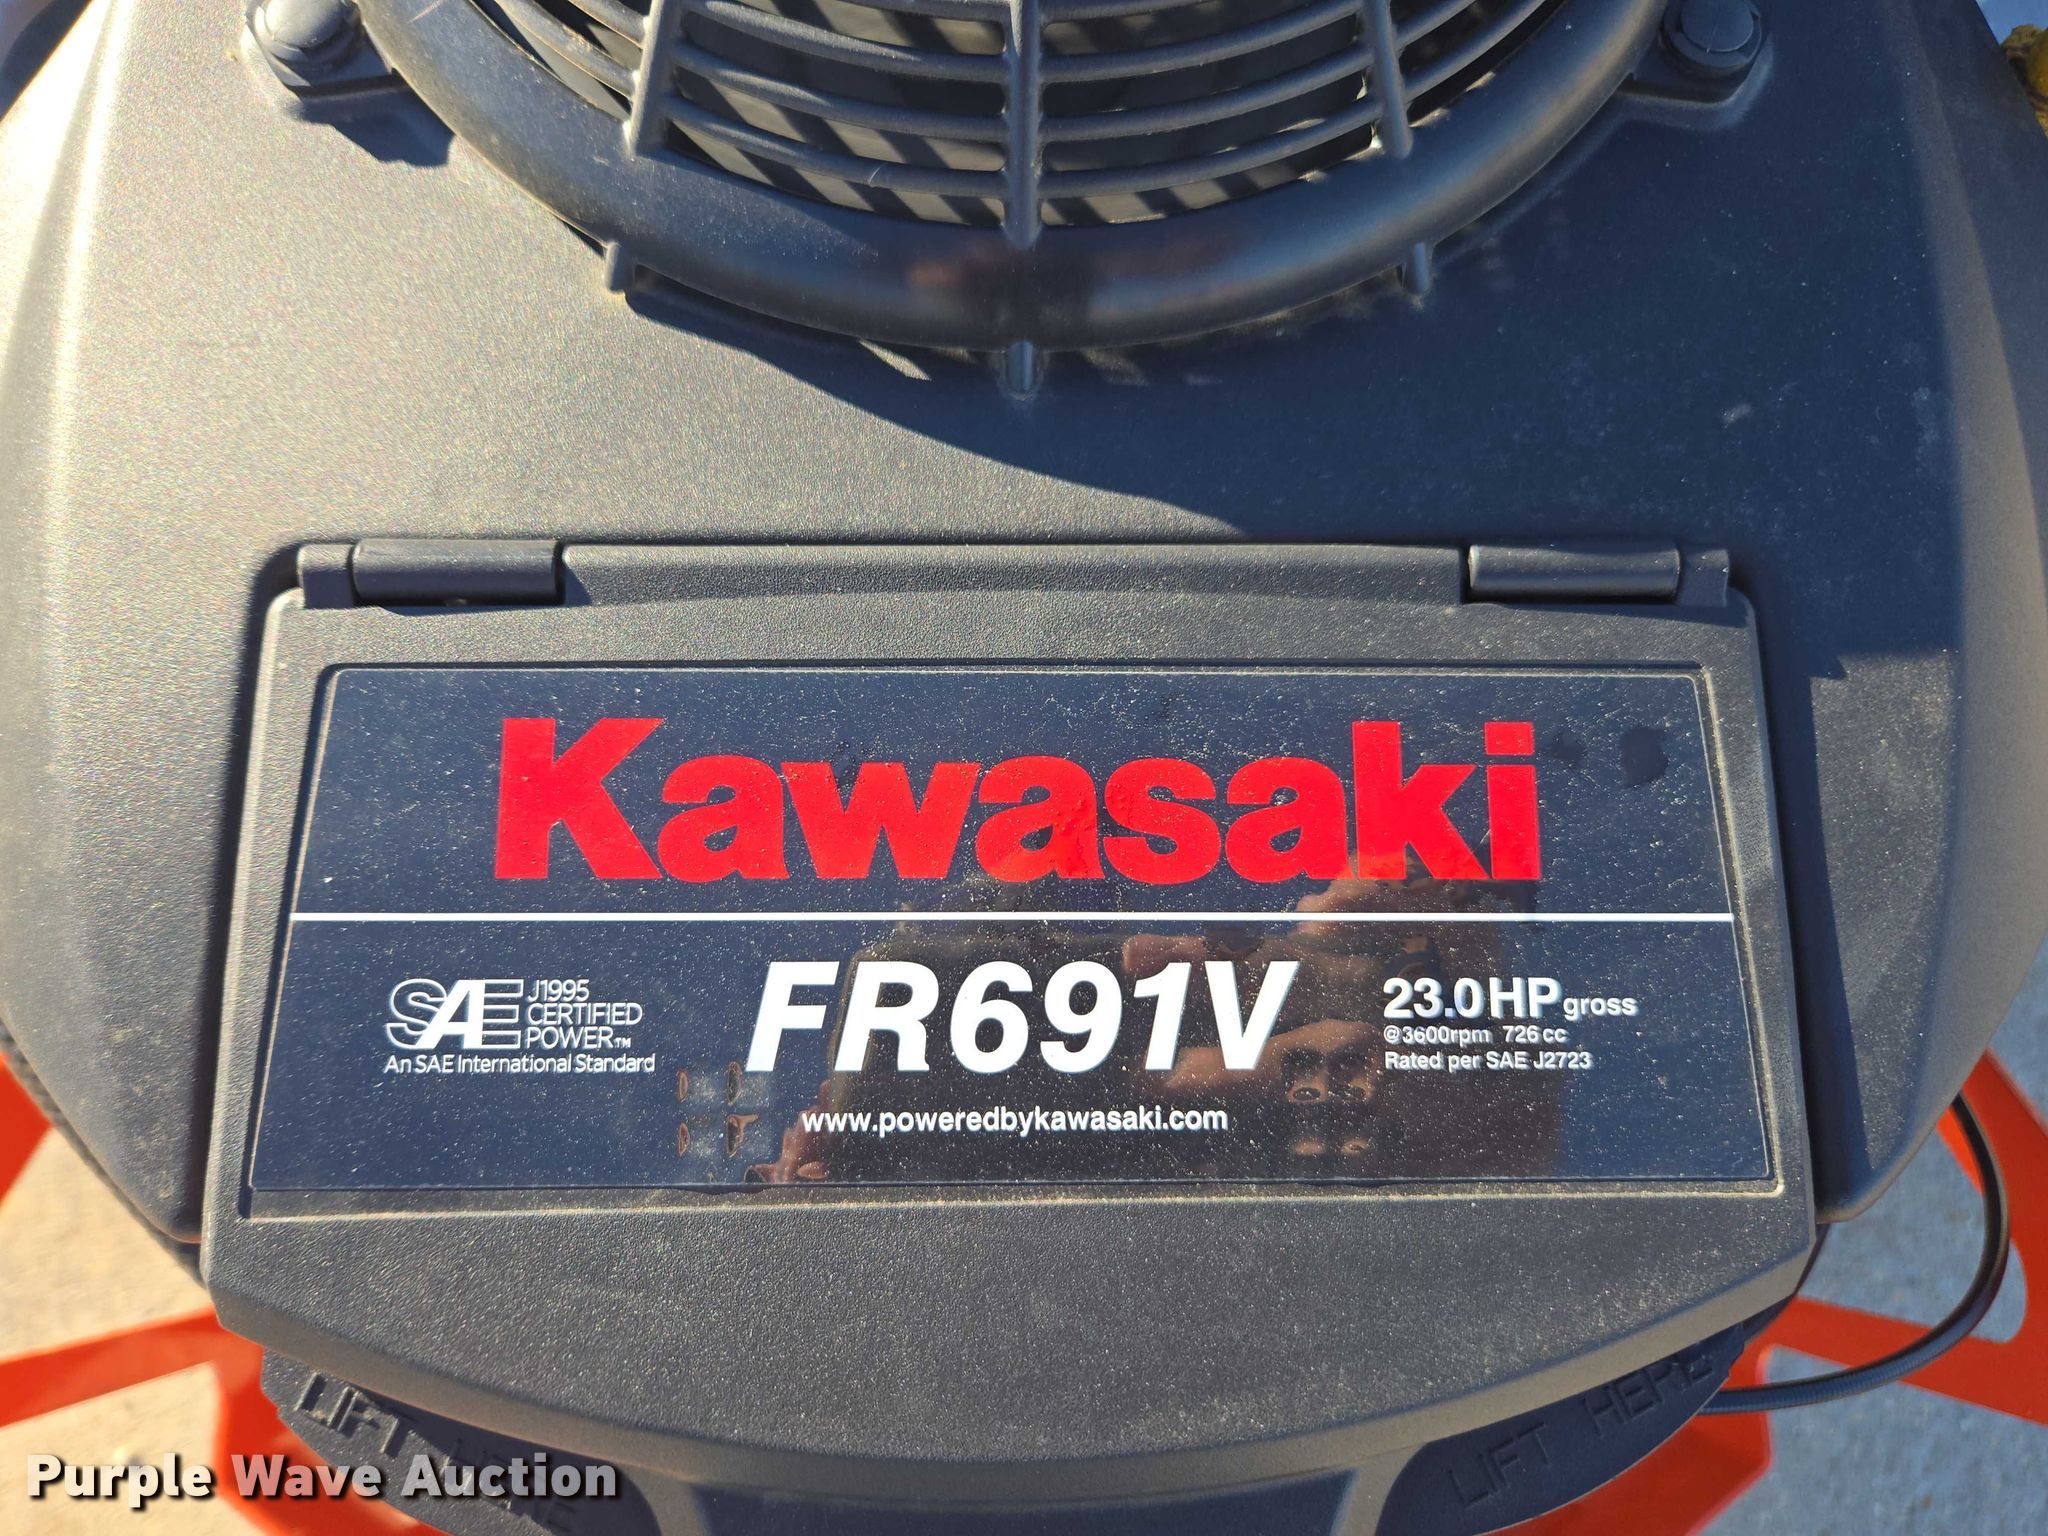 Kawasaki
SAE J1995
CERTIFIED
POWER™
An SAE International Standard
FR691V
23.0HP gross
@3600rpm 726cc
Rated per SAE J2723
www.poweredbykawasaki.com
LIFT HERE
LIFT HERE
Purple Wave Auction